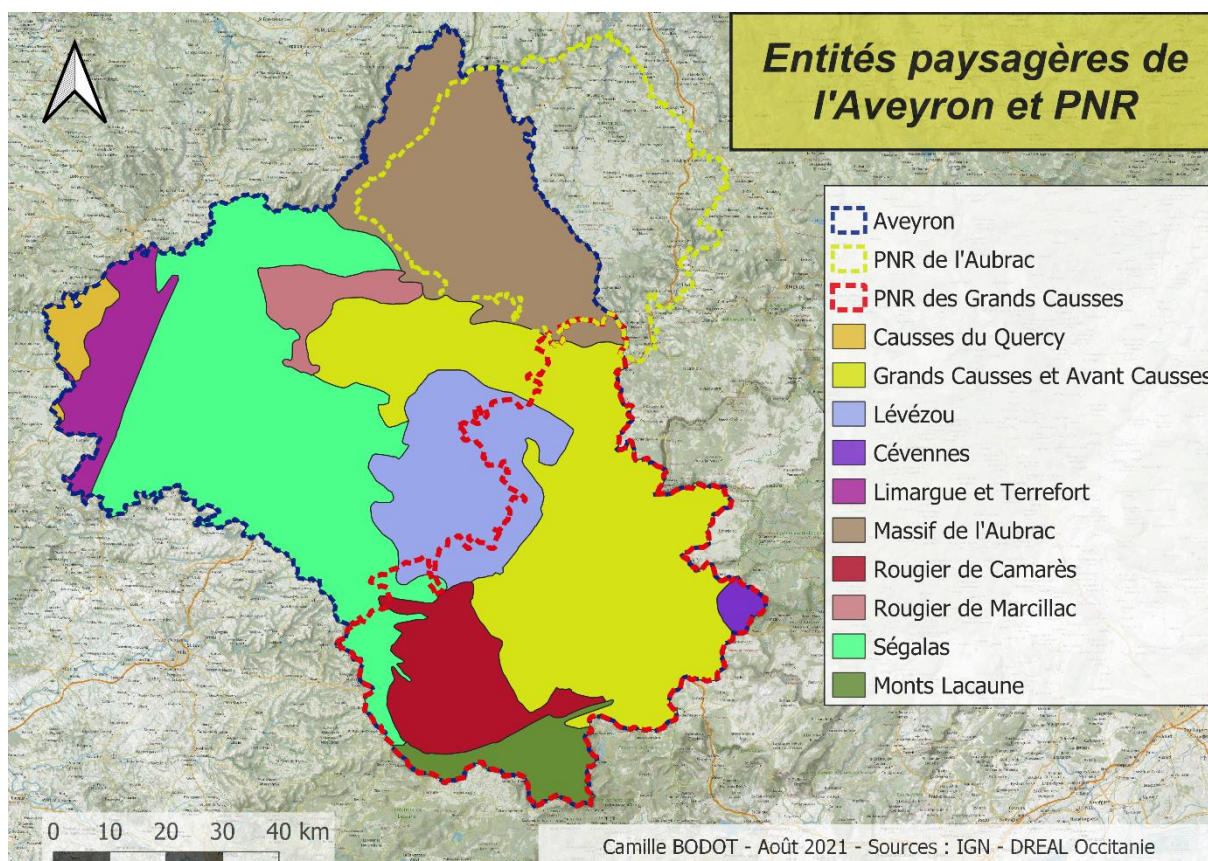 Entités paysagères de
l'Aveyron et PNR
Aveyron
PNR de l'Aubrac
PNR des Grands Causses
Causses du Quercy
Grands Causses et Avant Causses
Lévézou
Cévennes
Limargue et Terrefort
Massif de l'Aubrac
Rougier de Camarès
Rougier de Marcillac
Ségalas
Monts Lacaune
0 10 20 30 40 km
Camille BODOT - Août 2021 - Sources : IGN - DREAL Occitanie